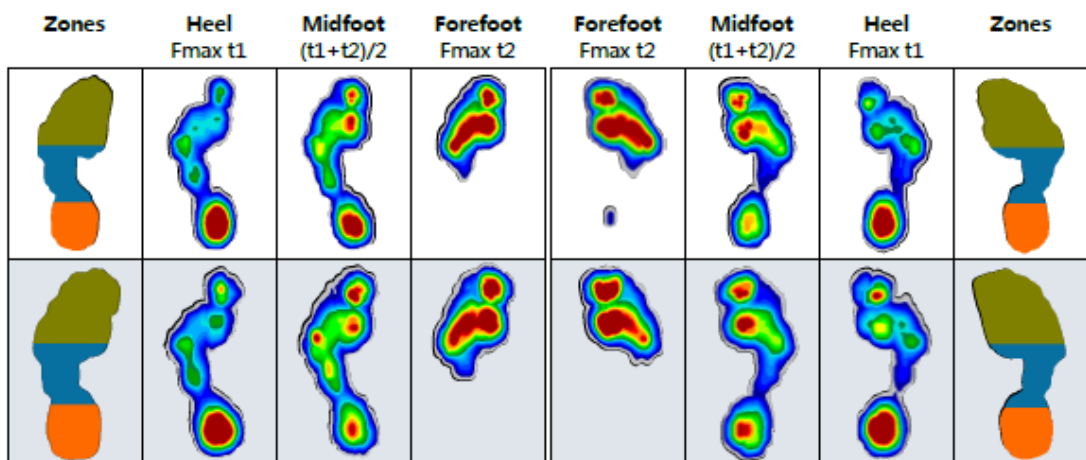 Zones Heel Midfoot Forefoot Forefoot Midfoot Heel Zones
Fmax t1 (t1+t2)/2 Fmax t2 Fmax t2 (t1+t2)/2 Fmax t1